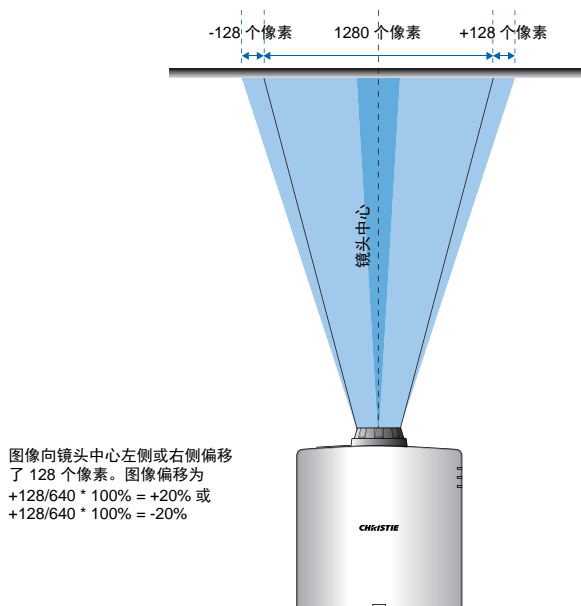 -128 个像素
1280 个像素
+128 个像素
镜头中心
图像向镜头中心左侧或右侧偏移
了 128 个像素。图像偏移为
+128/640 * 100% = +20% 或
+128/640 * 100% = -20%
CHRISTIE